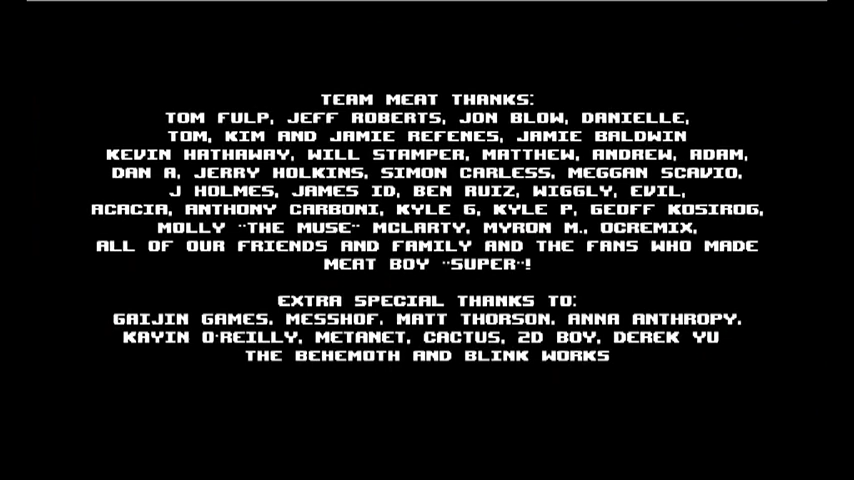 TEAM MEAT THANKS:
TOM FULP, JEFF ROBERTS, JON BLOW, DANIELLE,
TOM, KIM AND JAMIE REFENES, JAMIE BALDWIN
KEVIN HATHAWAY, WILL STAMPER, MATTHEW, ANDREW, ADAM,
DAN A, JERRY HOLKINS, SIMON CARLESS, MEGGAN SCAVIO,
J HOLMES, JAMES ID, BEN RUIZ, WIGGLY, EVIL,
ACACIA, ANTHONY CARBONI, KYLE G, KYLE P, GEOFF KOSIROG,
MOLLY "THE MUSE" MCLARTY, MYRON M., OCREMIX,
ALL OF OUR FRIENDS AND FAMILY AND THE FANS WHO MADE
MEAT BOY "SUPER"!
EXTRA SPECIAL THANKS TO:
GAIJIN GAMES, MESSHOF, MATT THORSON, ANNA ANTHROPY,
KAYIN O'REILLY, METANET, CACTUS, 2D BOY, DEREK YU
THE BEHEMOTH AND BLINK WORKS